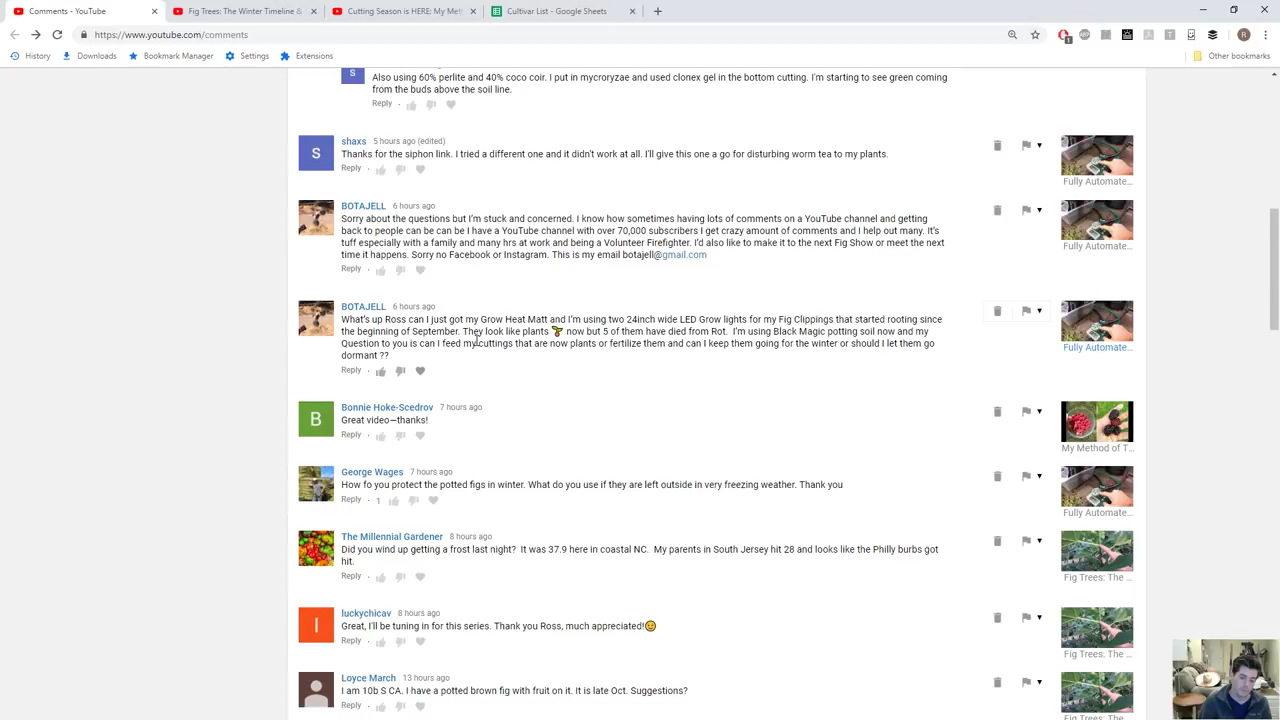 Comments - YouTube
Fig Trees: The Winter Timeline &
Cutting Season is HERE: My Met
Cultivar List - Google Sheets
https://www.youtube.com/comments
R
History
Downloads
Bookmark Manager
Settings
Extensions
Other bookmarks
S
Also using 60% perlite and 40% coco coir. I put in mycroryzae and used clonex gel in the bottom cutting. I'm starting to see green coming
from the buds above the soil line.
Reply
S
shaxs 5 hours ago (edited)
Thanks for the siphon link. I tried a different one and it didn't work at all. I'll give this one a go for disturbing worm tea to my plants.
Reply
Fully Automate...
BOTAJELL 6 hours ago
Sorry about the questions but I'm stuck and concerned. I know how sometimes having lots of comments on a YouTube channel and getting
back to people can be can be I have a YouTube channel with over 70,000 subscribers I get crazy amount of comments and I help out many. It's
tuff especially with a family and many hrs at work and being a Volunteer Firefighter. I'd also like to make it to the next Fig Show or meet the next
time it happens. Sorry no Facebook or Instagram. This is my email botajell@gmail.com
Reply
Fully Automate...
BOTAJELL 6 hours ago
What's up Ross can I just got my Grow Heat Matt and I'm using two 24inch wide LED Grow lights for my Fig Clippings that started rooting since
the beginning of September. They look like plants now but 5 of them have died from Rot. I'm using Black Magic potting soil now and my
Question to you is can I feed my cuttings that are now plants or fertilize them and can I keep them going for the winter or should I let them go
dormant ??
Reply
Fully Automate...
B
Bonnie Hoke-Scedrov 7 hours ago
Great video—thanks!
Reply
My Method of T...
George Wages 7 hours ago
How fo you protect the potted figs in winter. What do you use if they are left outside in very freezing weather. Thank you
Reply 1
Fully Automate...
The Millennial Gardener 8 hours ago
Did you wind up getting a frost last night? It was 37.9 here in coastal NC. My parents in South Jersey hit 28 and looks like the Philly burbs got
hit.
Reply
Fig Trees: The ...
l
luckychicav 8 hours ago
Great, I'll be tuning in for this series. Thank you Ross, much appreciated!
Reply
Fig Trees: The ...
Loyce March 13 hours ago
I am 10b S CA. I have a potted brown fig with fruit on it. It is late Oct. Suggestions?
Reply
Fig Trees: The ...